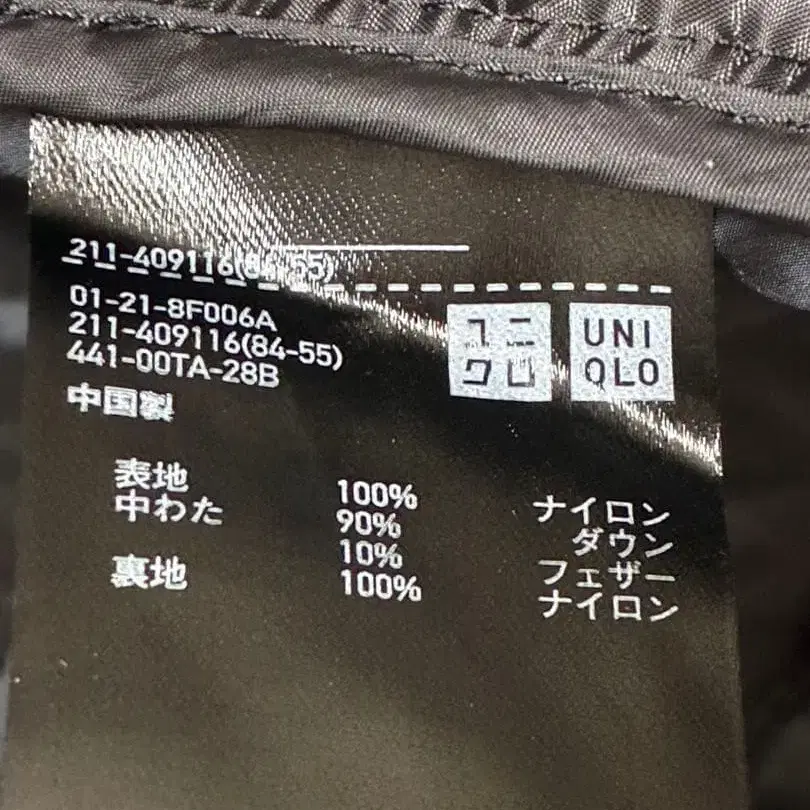 211-409116(84-55)
01-21-8F006A
211-409116(84-55)
441-00TA-28B
中国製
ユニクロ
UNIQLO
表地 100% ナイロン
中わた 90% ダウン
10% フェザー
裏地 100% ナイロン